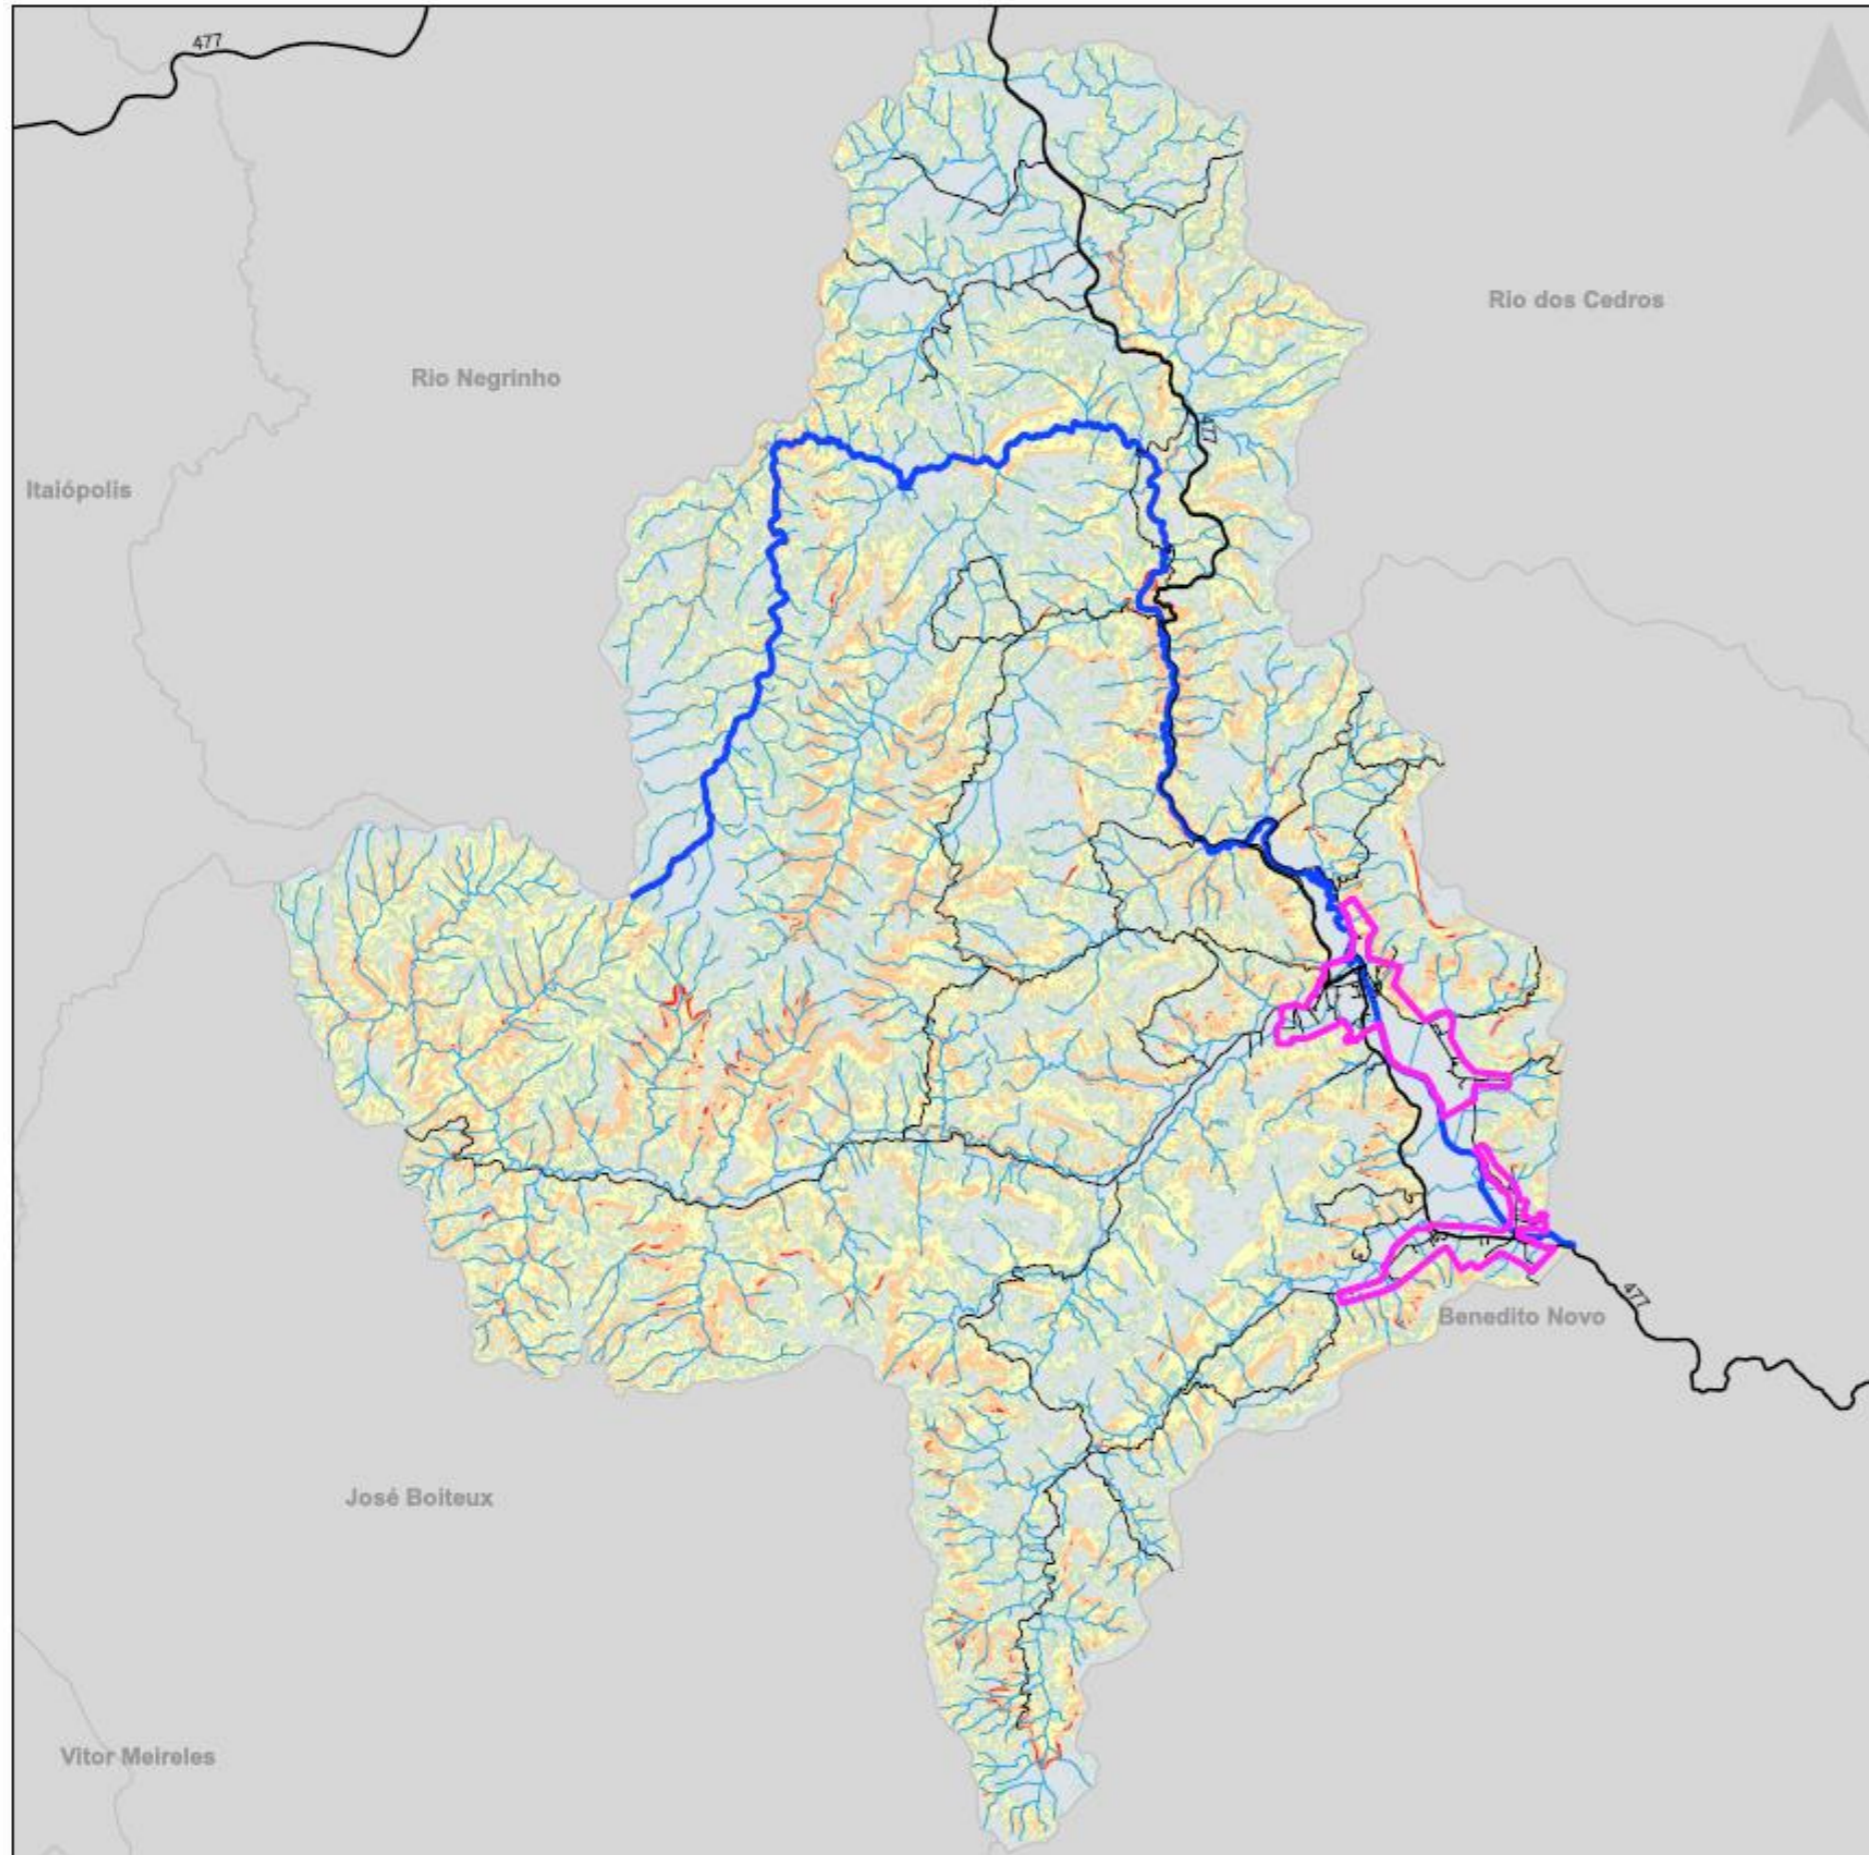 477
Rio dos Cedros
Rio Negrinho
477
Itaiópolis
477
Benedito Novo
José Boiteux
Vitor Meireles